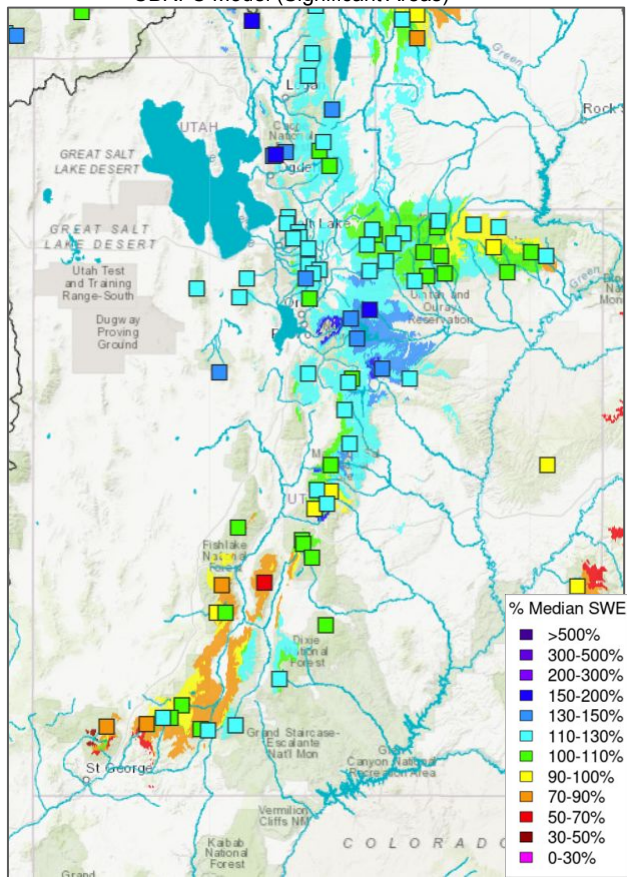 UTAH
GREAT SALT
LAKE DESERT
GREAT SALT
LAKE DESERT
Utah Test
and Training
Range-South
Dugway
Proving
Ground
Green
Rock
Uintah and
Ouray
Reservation
Green
Fishlake
National
Forest
Dixie
National
Forest
Grand Staircase-
Escalante
Nat'l Mon
Canyon National
Recreation Area
St George
Vermilion
Cliffs NM
Kaibab
National
Forest
Grand
COLORAD
% Median SWE
>500%
300-500%
200-300%
150-200%
130-150%
110-130%
100-110%
90-100%
70-90%
50-70%
30-50%
0-30%